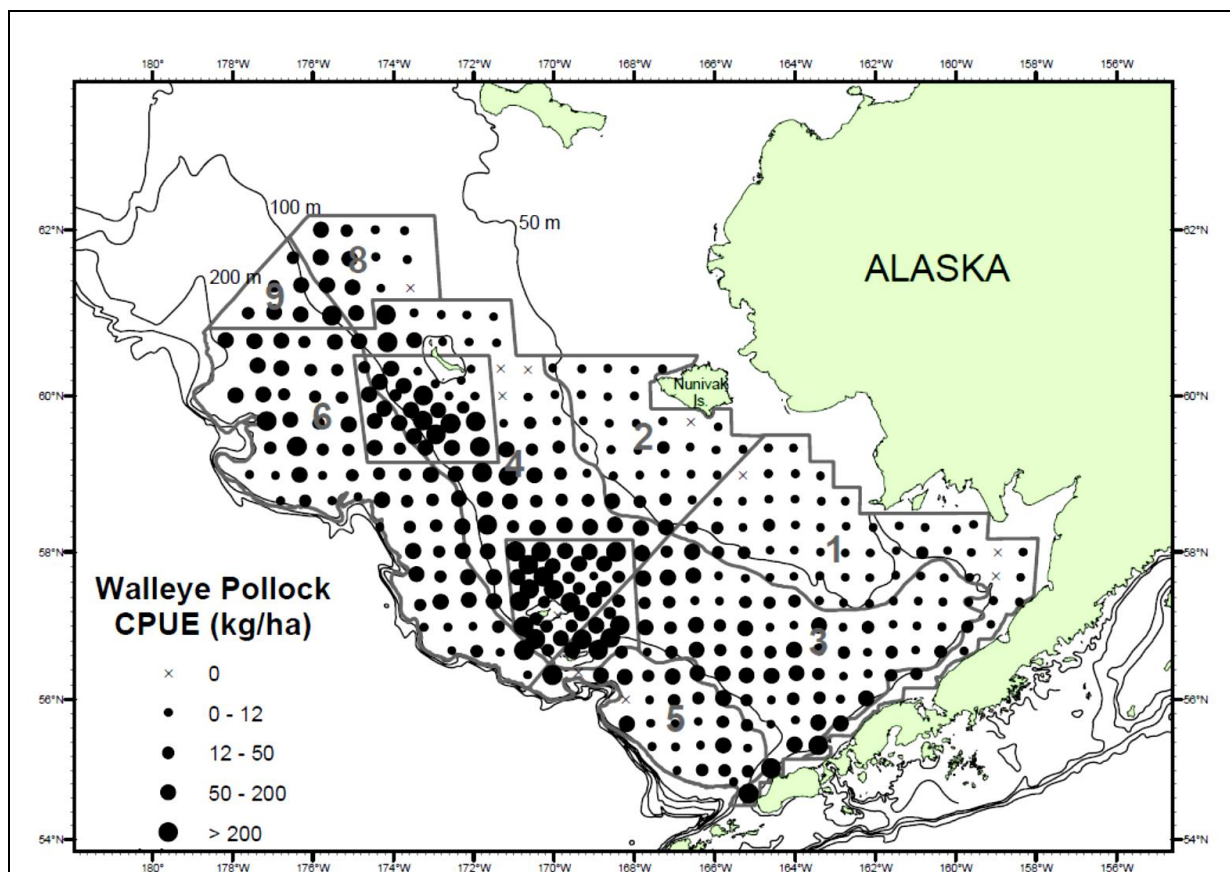 180° 178°W 176°W 174°W 172°W 170°W 168°W 166°W 164°W 162°W 160°W 158°W 156°W
100 m
62°N 50 m 62°N
8
ALASKA
200 m
9
60°N Nunivak 60°N
Is.
6
2
4
58°N 1 58°N
Walleye Pollock
CPUE (kg/ha)
3
× 0
56°N 56°N
0 - 12
5
12 - 50
50 - 200
> 200
54°N 54°N
180° 178°W 176°W 174°W 172°W 170°W 168°W 166°W 164°W 162°W 160°W 158°W 156°W